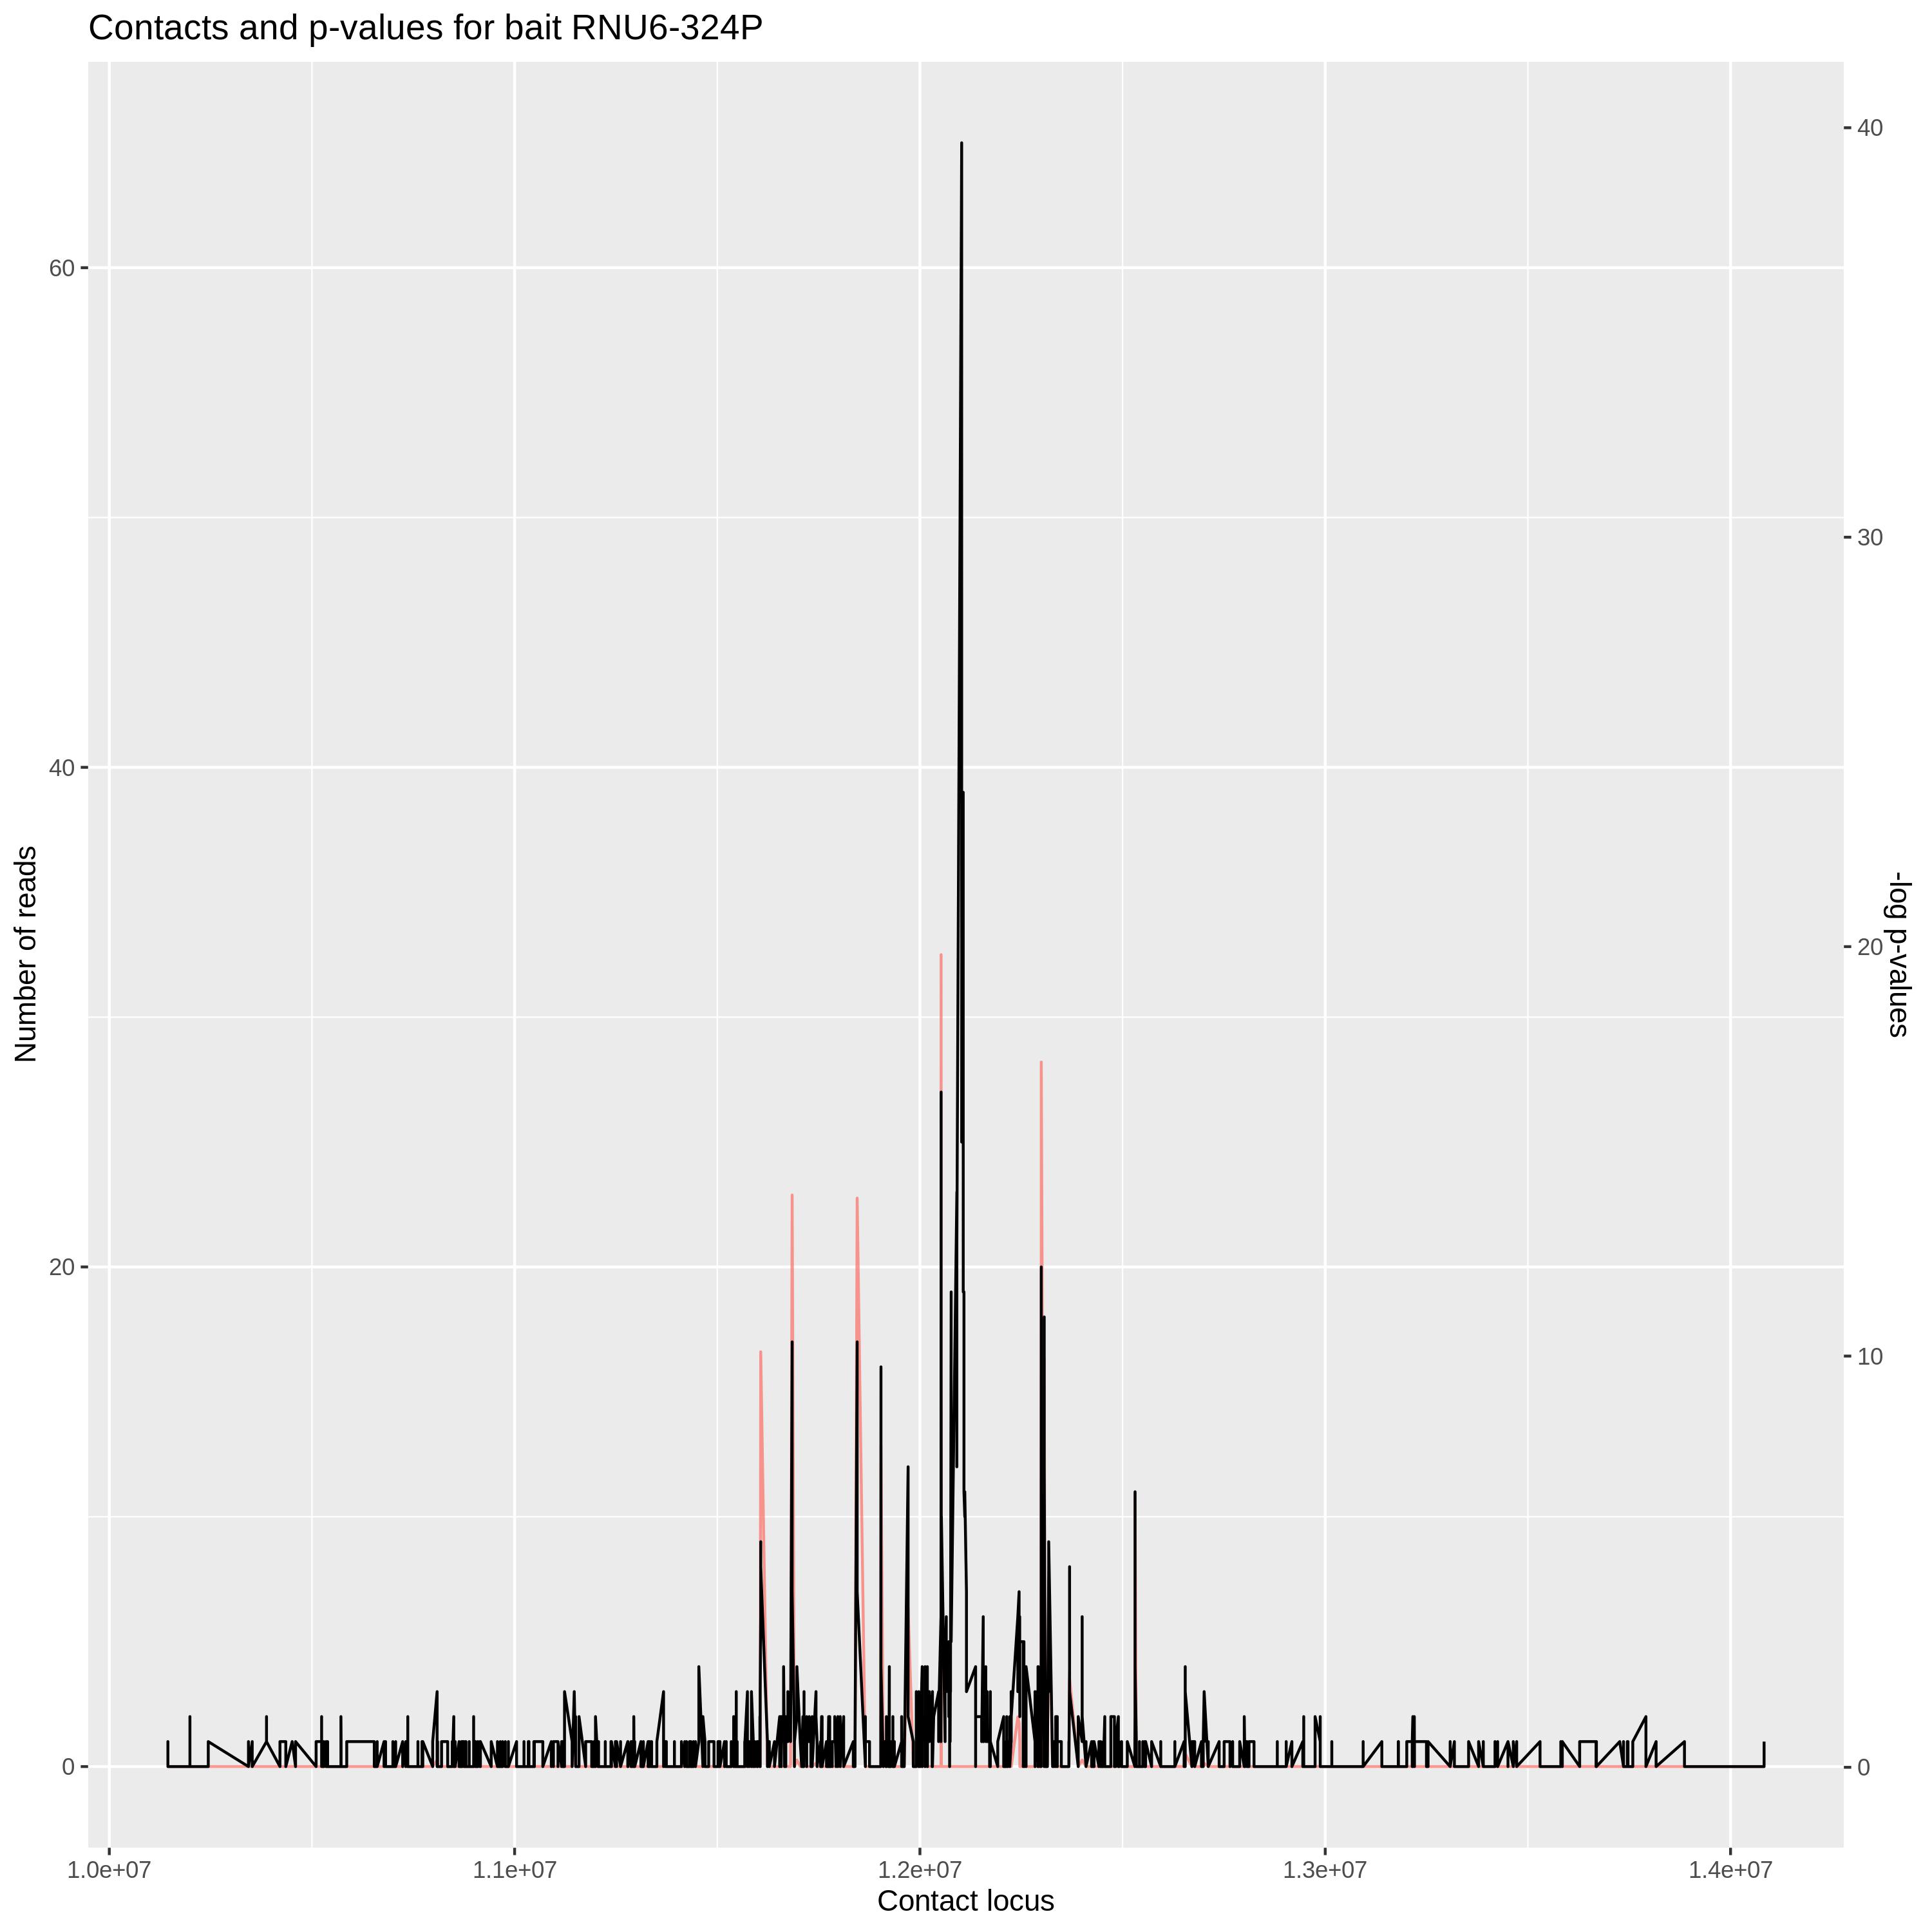 Contacts and p-values for bait RNU6-324P
Number of reads
60
40
20
0
40
30
20
10
0
-log p-values
1.0e+07
1.1e+07
1.2e+07
1.3e+07
1.4e+07
Contact locus